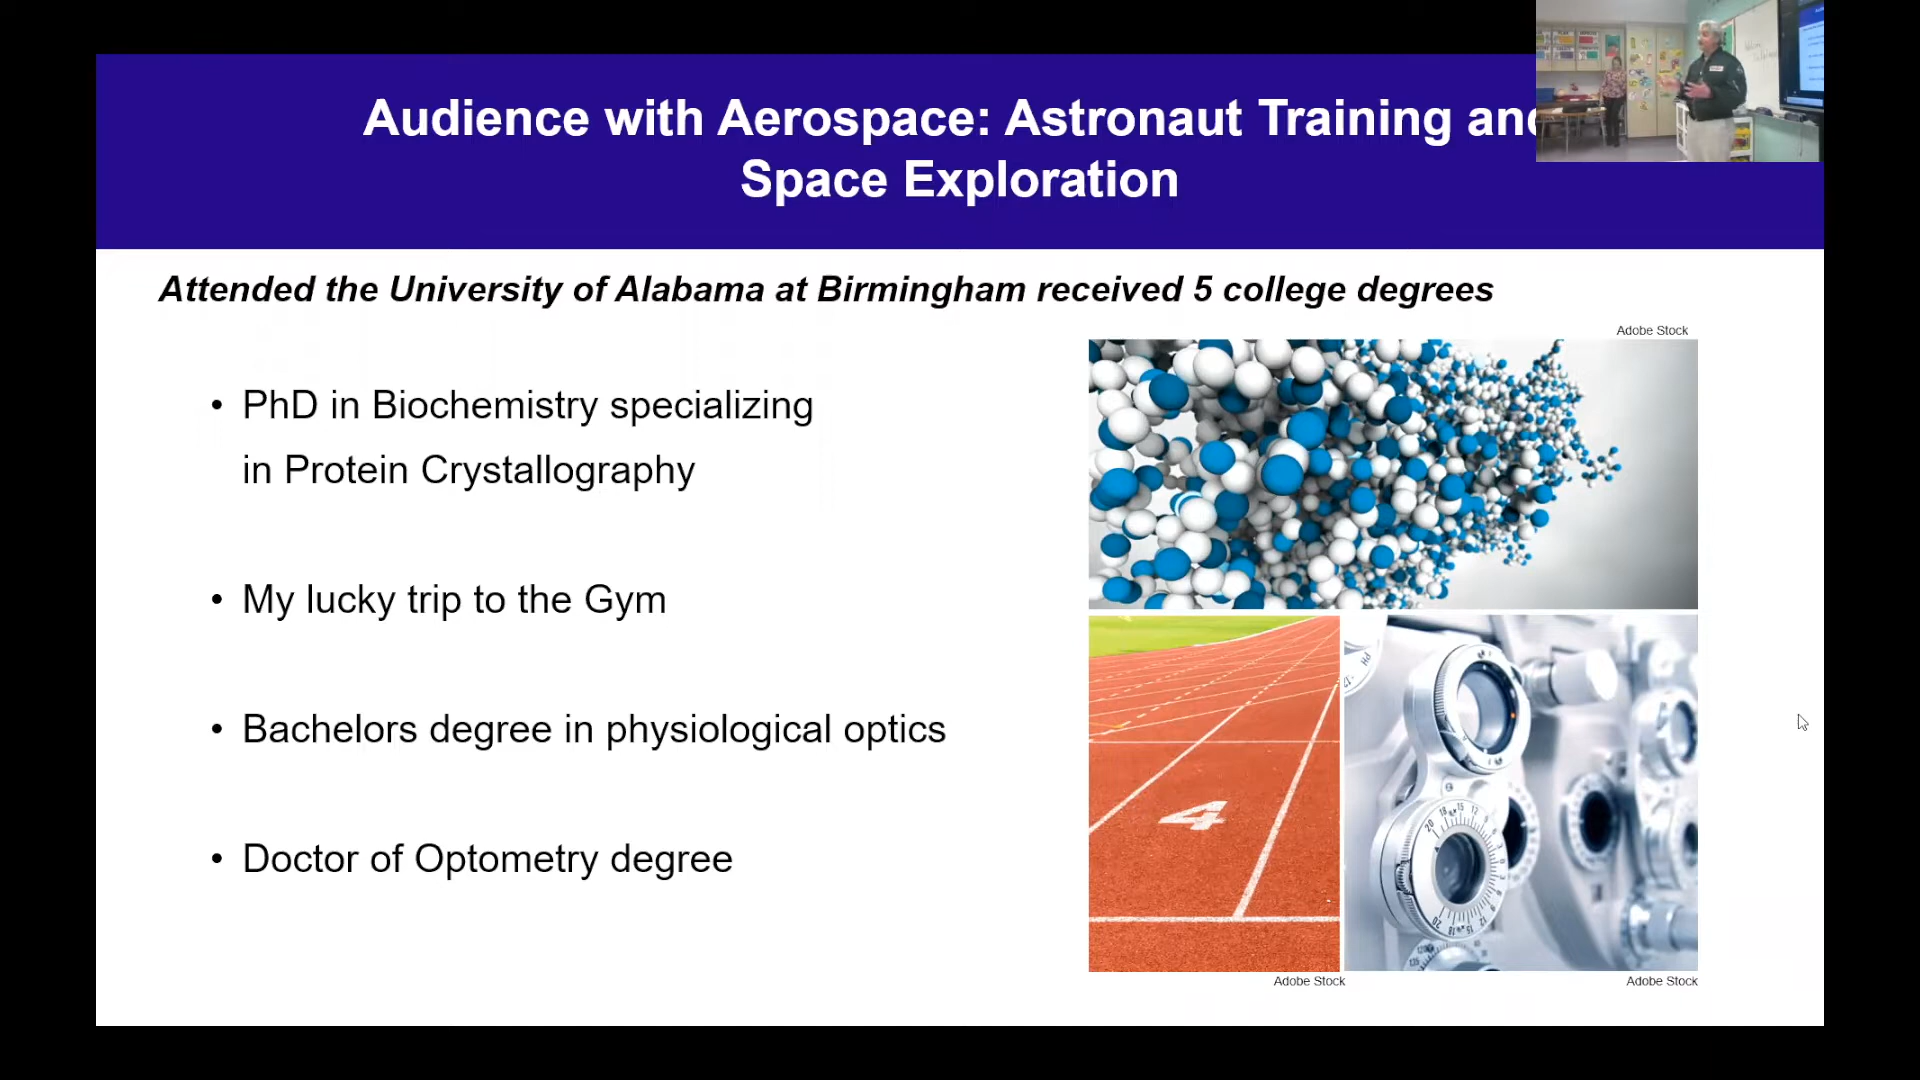 Audience with Aerospace: Astronaut Training and
Space Exploration
Attended the University of Alabama at Birmingham received 5 college degrees
Adobe Stock
• PhD in Biochemistry specializing
in Protein Crystallography
• My lucky trip to the Gym
• Bachelors degree in physiological optics
• Doctor of Optometry degree
4
Adobe Stock
Adobe Stock